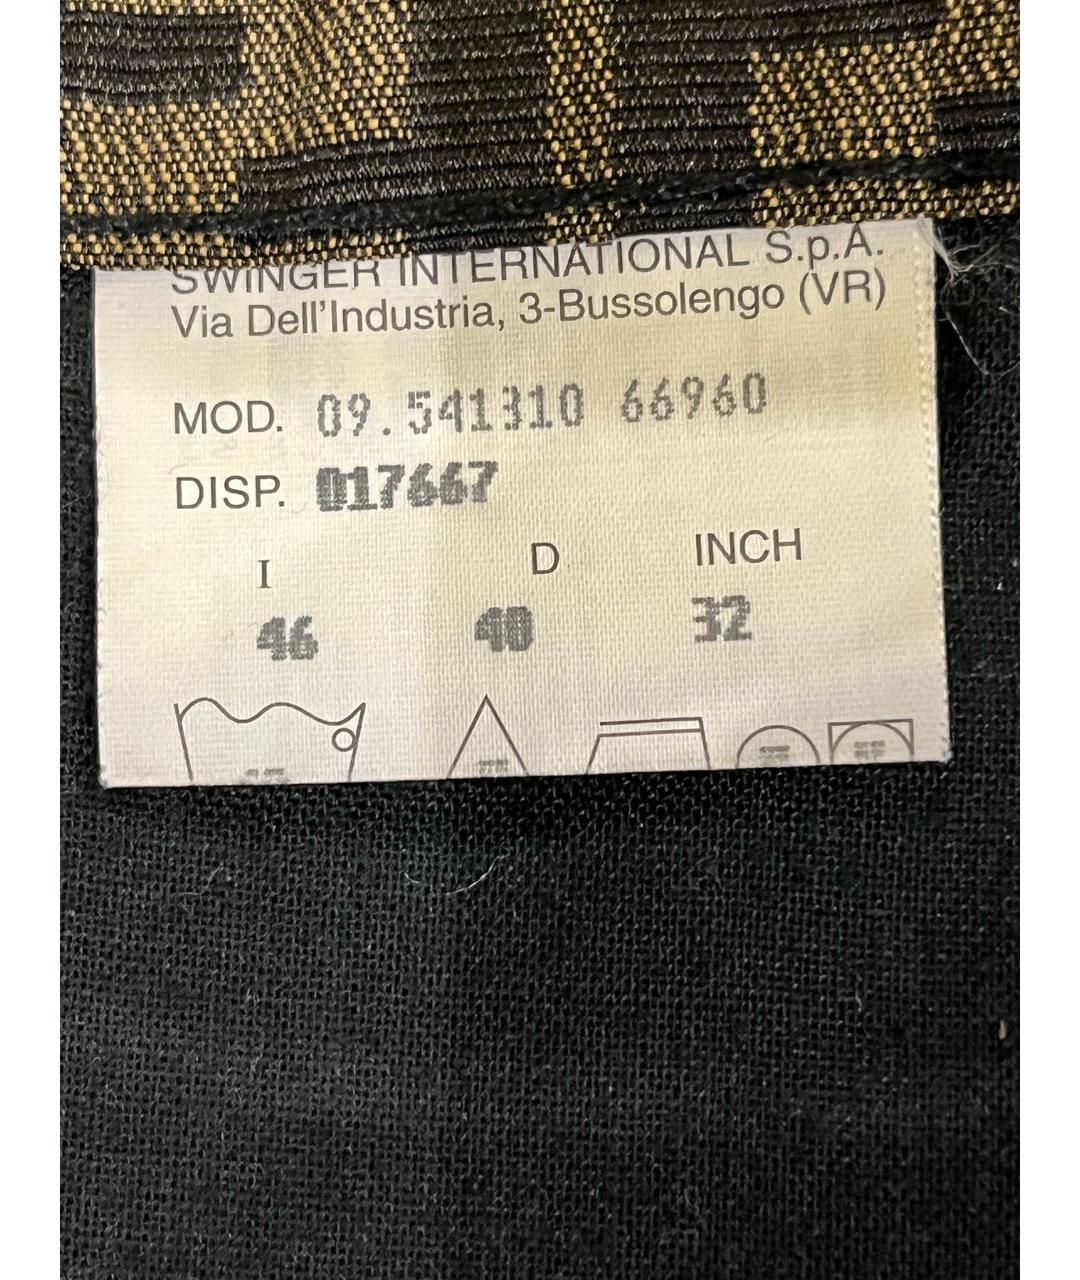 SWINGER INTERNATIONAL S.p.A.
Via Dell'Industria, 3-Bussolengo (VR)
MOD. 09.541310 66960
DISP. 017667
I D INCH
46 40 32